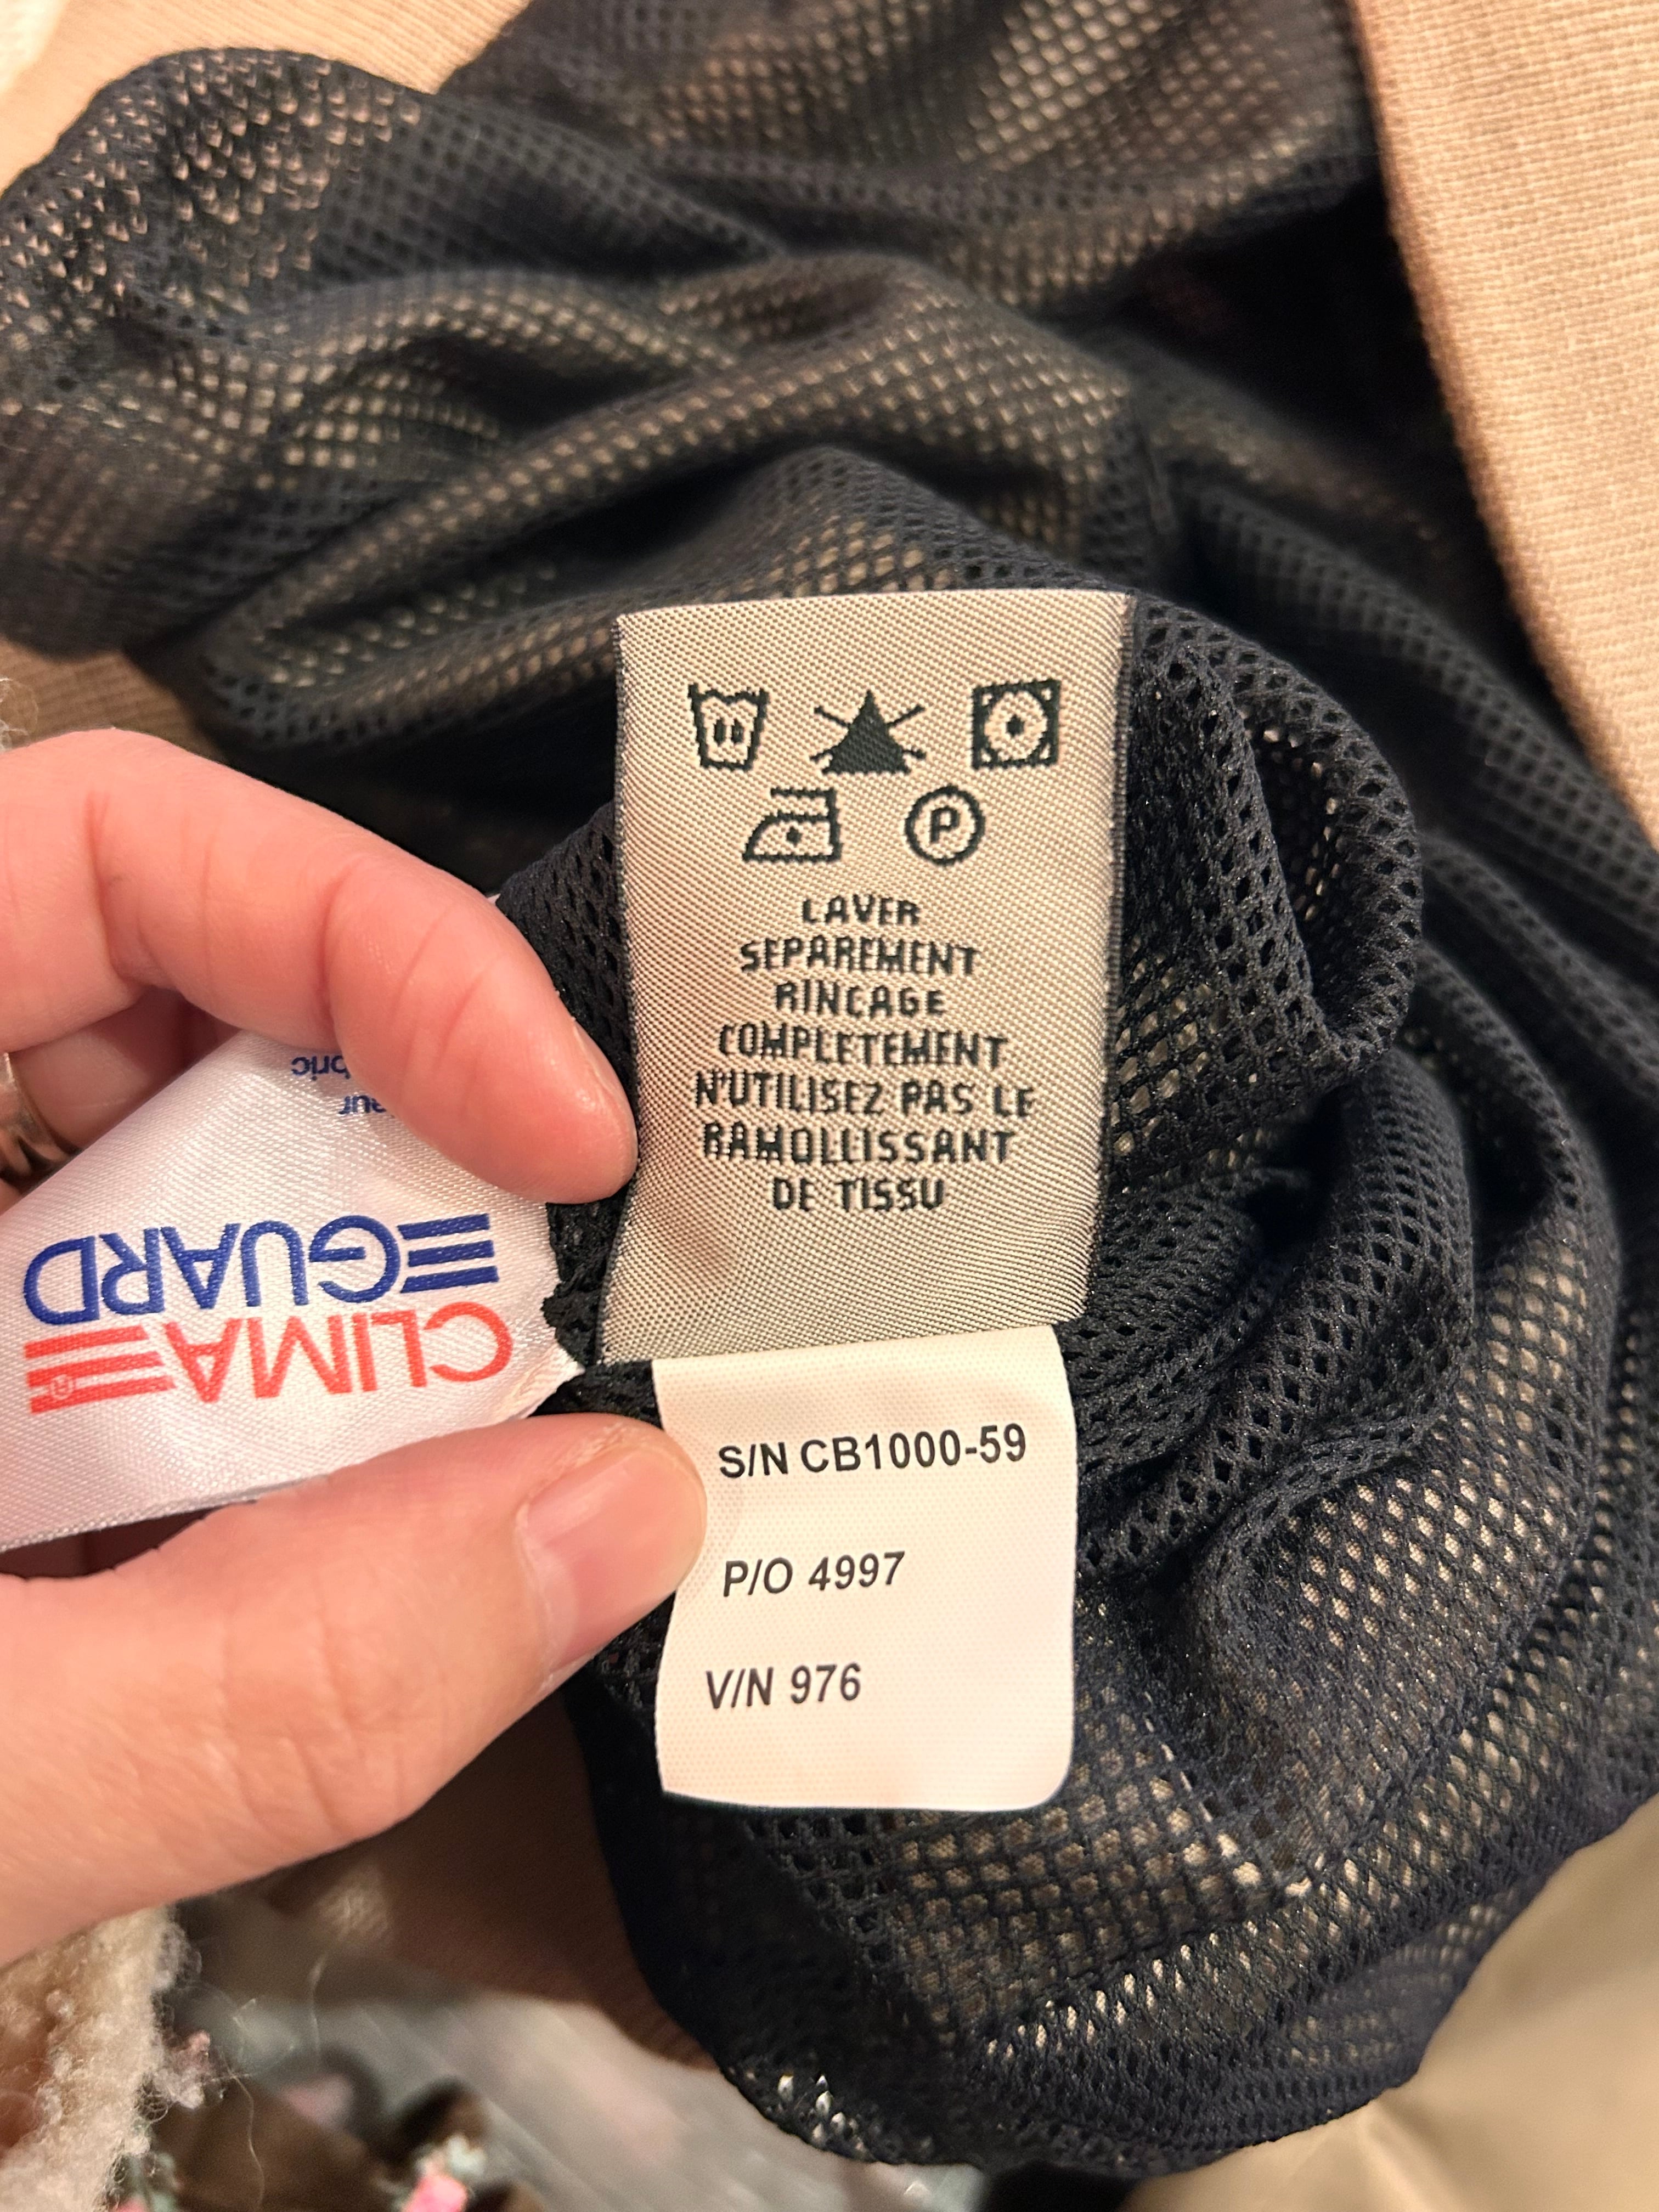 P
LAVER
SEPAREMENT
RINCAGE
COMPLETEMENT
N'UTILISEZ PAS LE
RAMOLLISSANT
DE TISSU
S/N CB1000-59
P/O 4997
V/N 976
CLIMA
GUARD